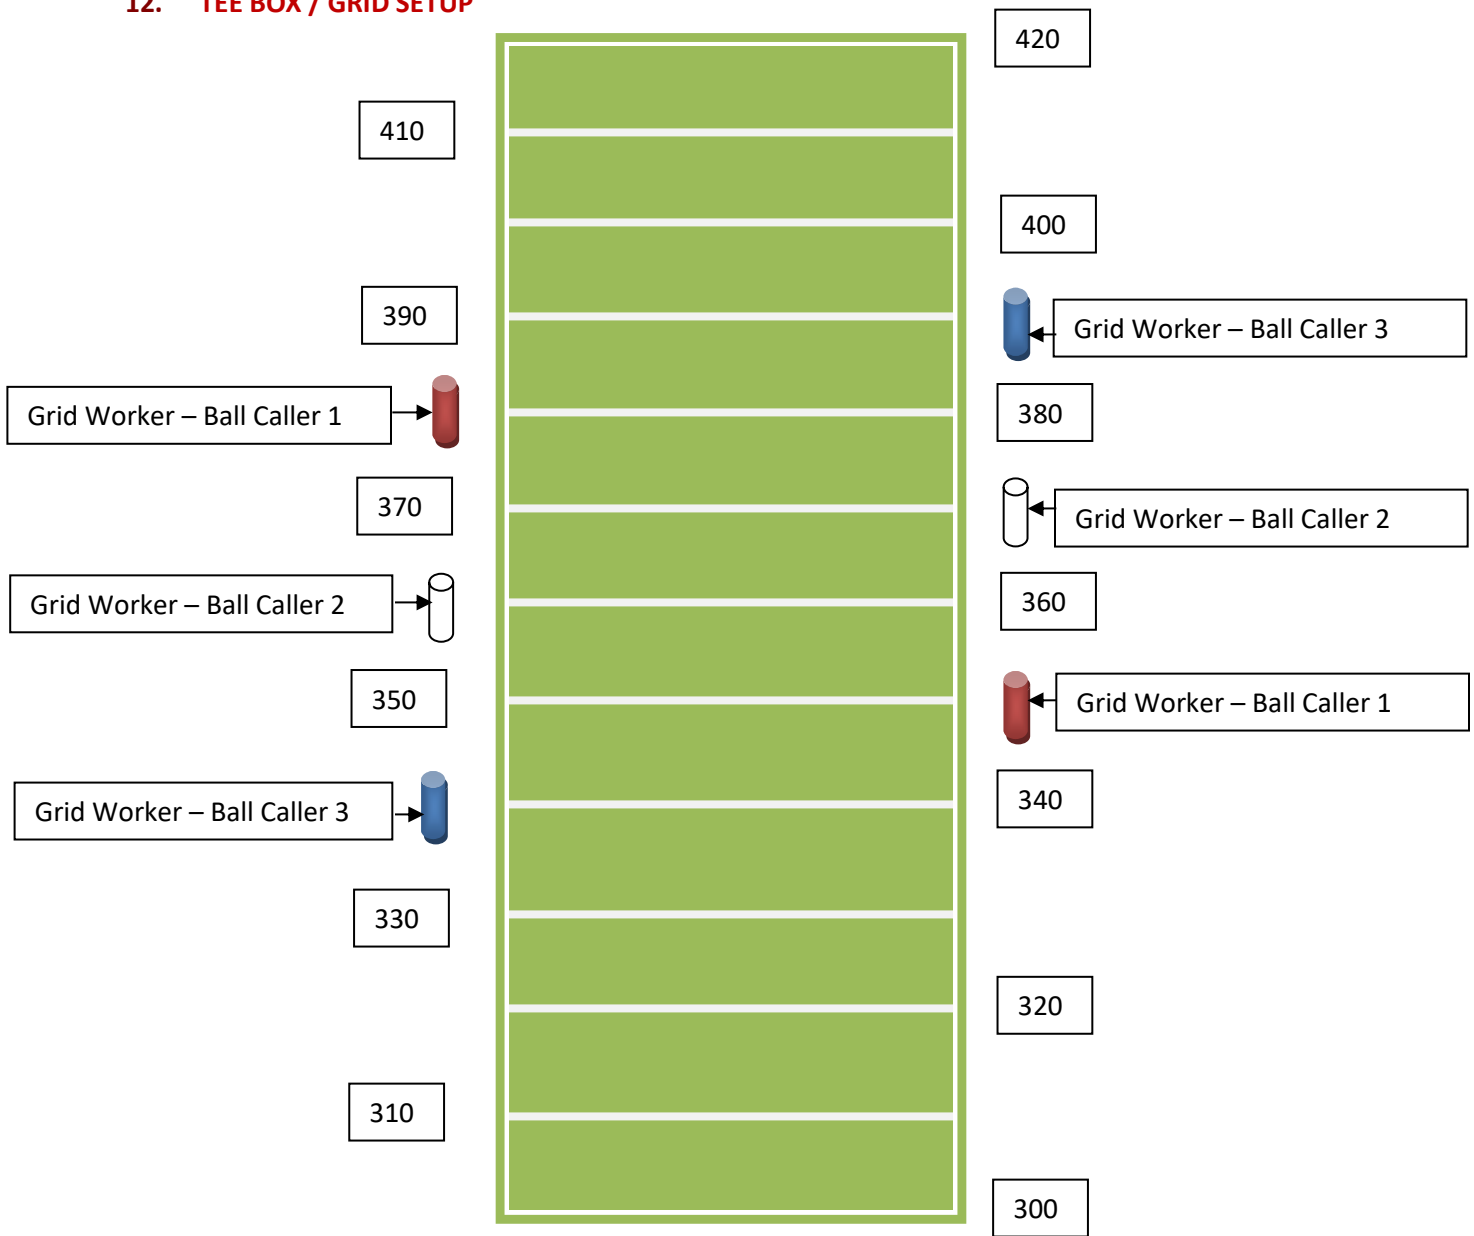 12. TEE BOX / GRID SETUP
420
410
400
390
Grid Worker – Ball Caller 3
380
Grid Worker – Ball Caller 1
370
Grid Worker – Ball Caller 2
360
Grid Worker – Ball Caller 2
350
Grid Worker – Ball Caller 1
340
Grid Worker – Ball Caller 3
330
320
310
300